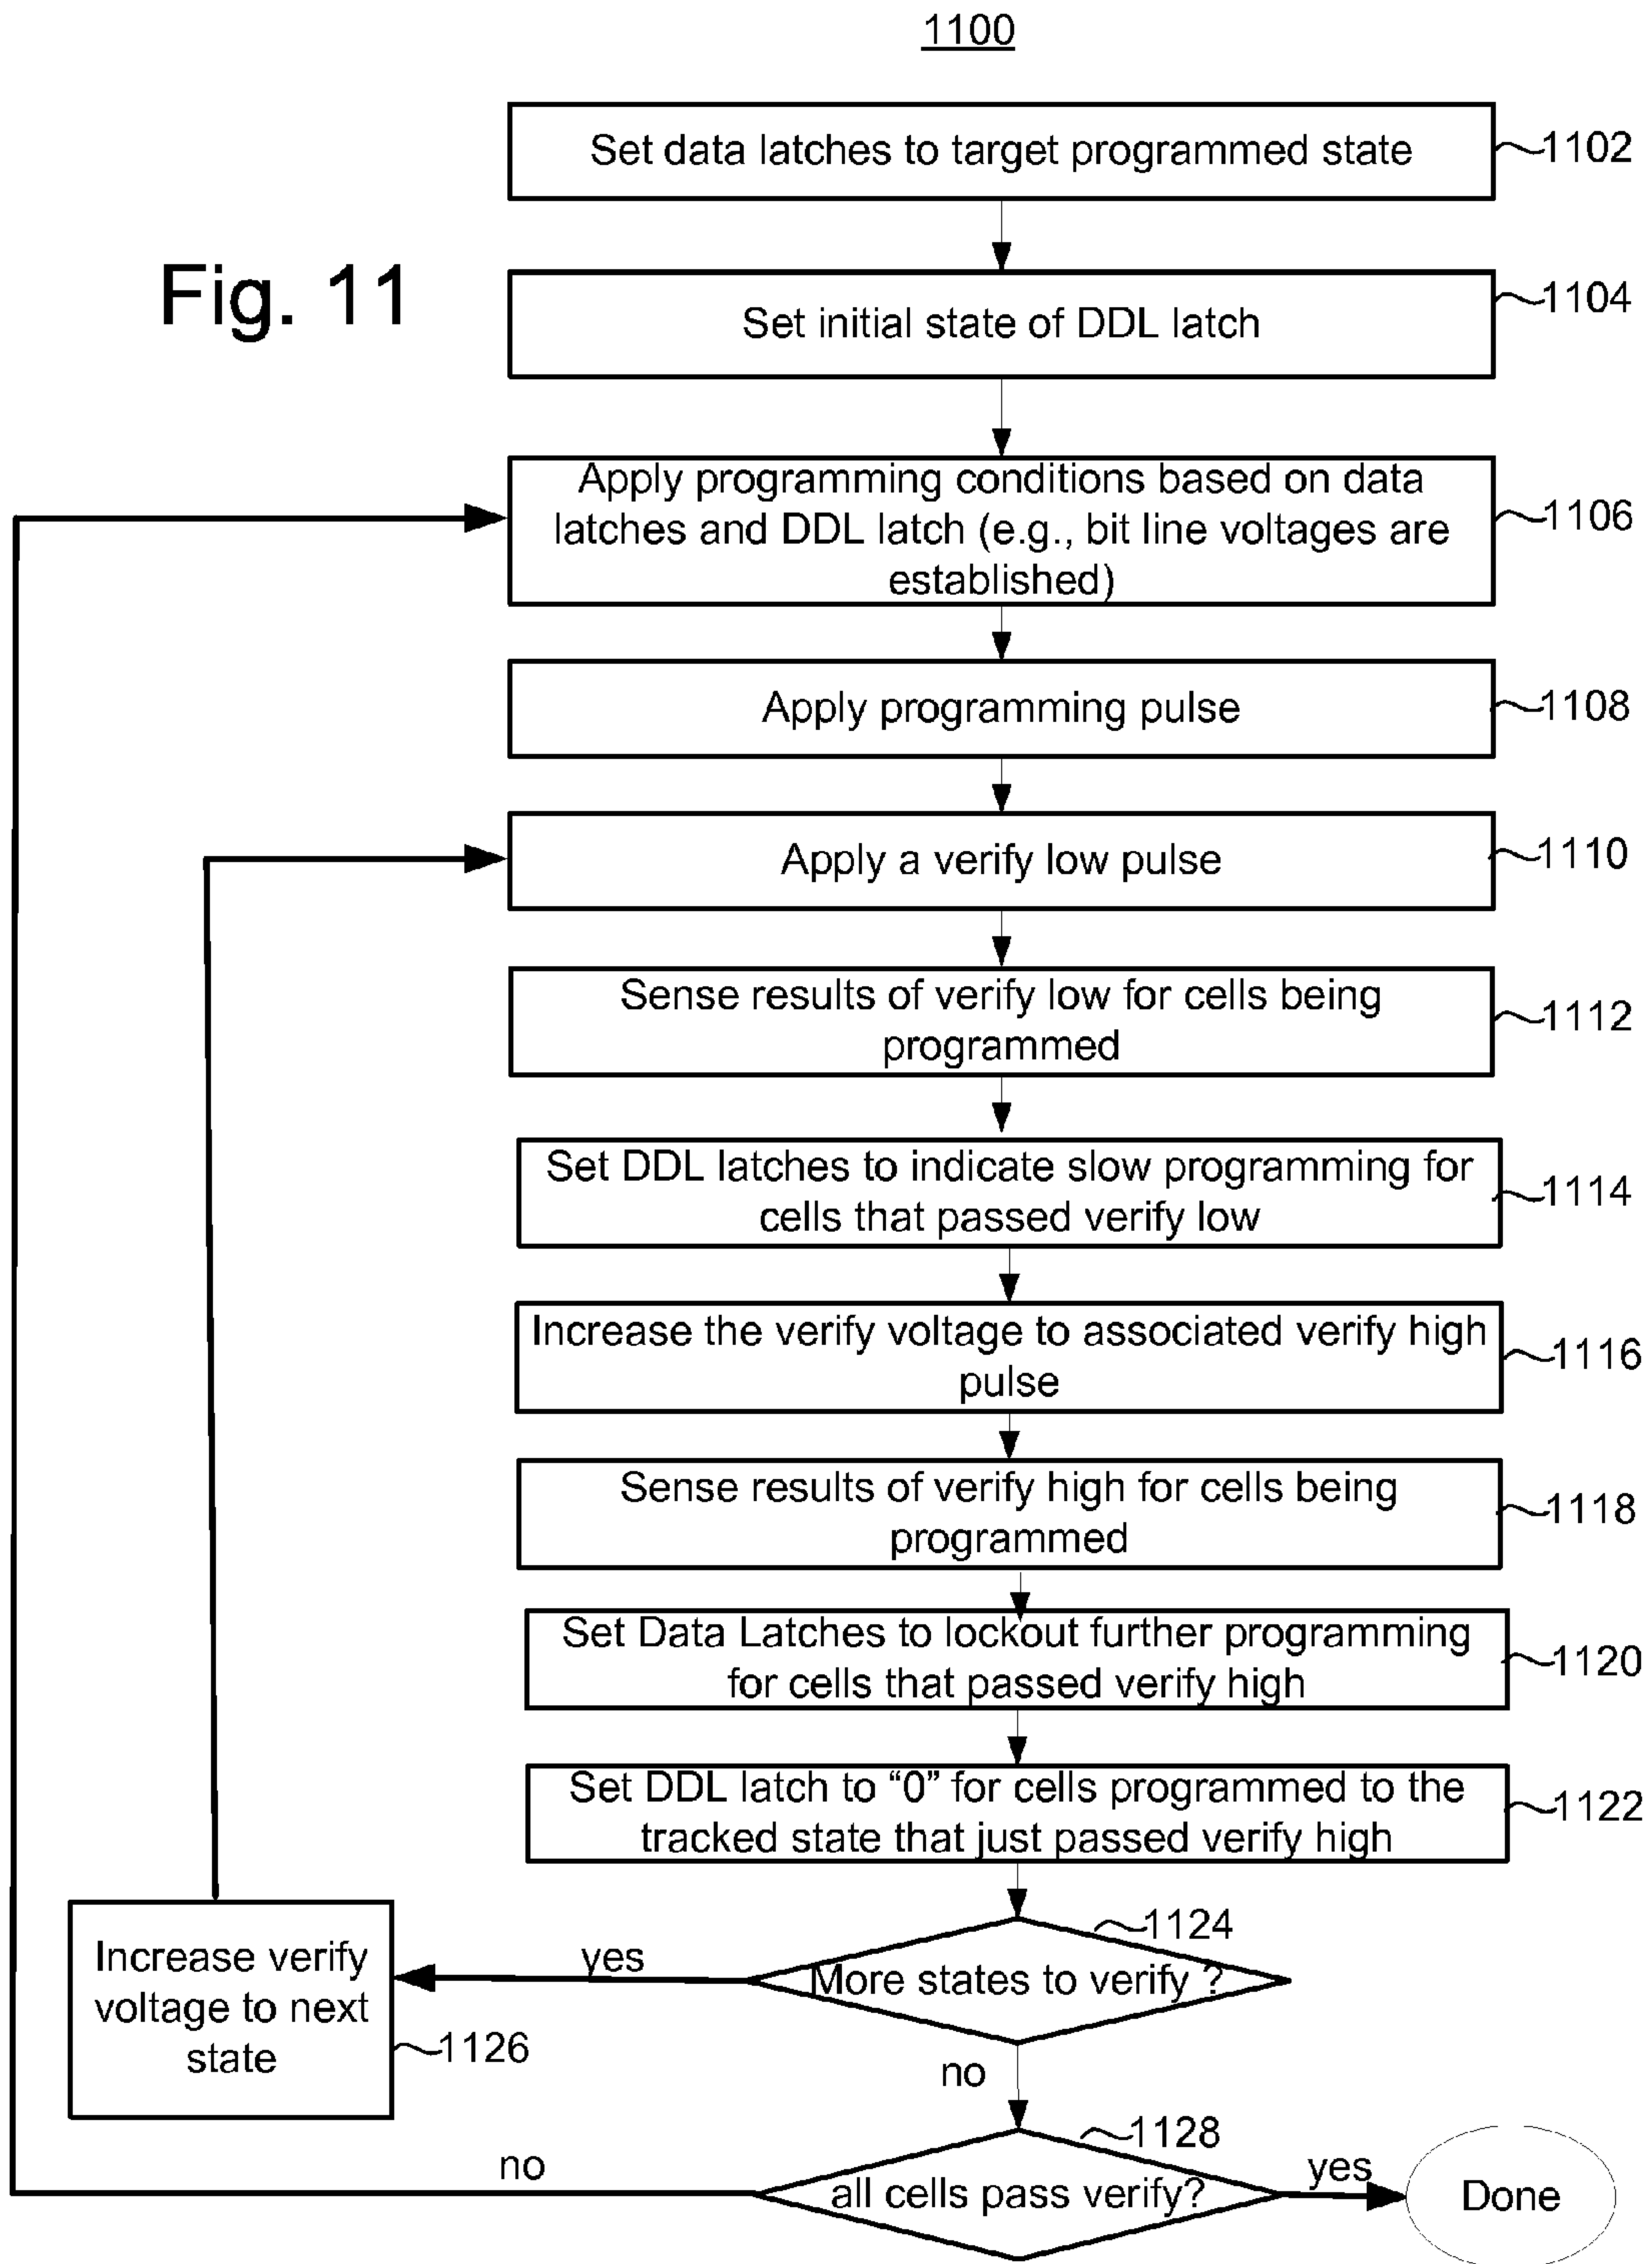 1100
Set data latches to target programmed state
1102
Fig. 11
Set initial state of DDL latch
1104
Apply programming conditions based on data
latches and DDL latch (e.g., bit line voltages are
established)
1106
Apply programming pulse
1108
Apply a verify low pulse
1110
Sense results of verify low for cells being
programmed
1112
Set DDL latches to indicate slow programming for
cells that passed verify low
1114
Increase the verify voltage to associated verify high
pulse
1116
Sense results of verify high for cells being
programmed
1118
Set Data Latches to lockout further programming
for cells that passed verify high
1120
Set DDL latch to “0” for cells programmed to the
tracked state that just passed verify high
1122
1124
More states to verify ?
yes
Increase verify
voltage to next
state
1126
no
1128
all cells pass verify?
no
yes
Done